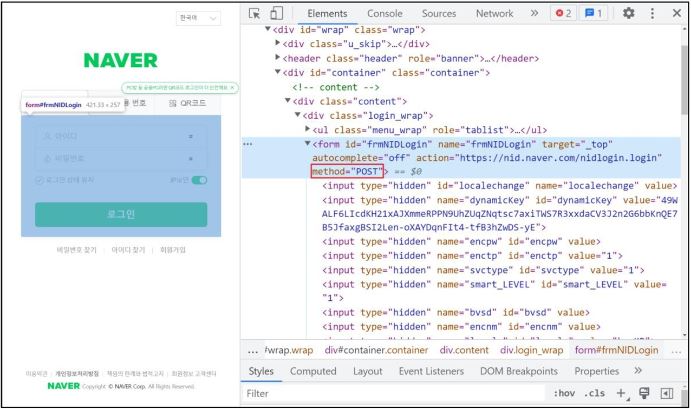 한국어
NAVER
PC방 등 공용PC라면 QR코드 로그인이 더 안전해요 ×
form#frmNIDLogin 421.33 × 257
용 번호
QR코드
아이디
비밀번호
로그인 상태 유지
IP보안
로그인
비밀번호 찾기 | 아이디 찾기 | 회원가입
이용약관 | 개인정보처리방침 | 책임의 한계와 법적고지 | 회원정보 고객센터
NAVER Copyright © NAVER Corp. All Rights Reserved.
Elements Console Sources Network » 2 1
<div id="wrap" class="wrap">
<div class="u_skip">…</div>
<header class="header" role="banner">…</header>
<div id="container" class="container">
<!-- content -->
<div class="content">
<div class="login_wrap">
<ul class="menu_wrap" role="tablist">…</ul>
<form id="frmNIDLogin" name="frmNIDLogin" target="_top"
autocomplete="off" action="https://nid.naver.com/nidlogin.login"
method="POST"> == $0
<input type="hidden" id="localechange" name="localechange" value>
<input type="hidden" name="dynamicKey" id="dynamicKey" value="49W
ALF6LIcdKH21xAJXmmeRPPN9UhZUqZNqtsc7axiTWS7R3xxdaCV3J2n2G6bbKnQE7
B5JfaxgBSI2Len-oXAYDqnFIt4-tfB3hZwDS-yE">
<input type="hidden" name="encpw" id="encpw" value>
<input type="hidden" name="enctp" id="enctp" value="1">
<input type="hidden" name="svctype" id="svctype" value="1">
<input type="hidden" name="smart_LEVEL" id="smart_LEVEL" value=
"1">
<input type="hidden" name="bvsd" id="bvsd" value>
<input type="hidden" name="encnm" id="encnm" value>
… #wrap.wrap div#container.container div.content div.login_wrap form#frmNIDLogin …
Styles Computed Layout Event Listeners DOM Breakpoints Properties »
Filter :hov .cls